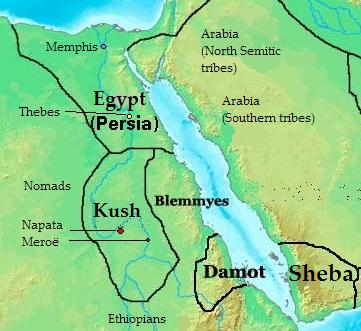 Memphis
Arabia
(North Semitic
tribes)
Egypt
(Persia)
Thebes
Arabia
(Southern tribes)
Nomads
Kush
Blemmyes
Napata
Meroë
Damot
Sheba
Ethiopians